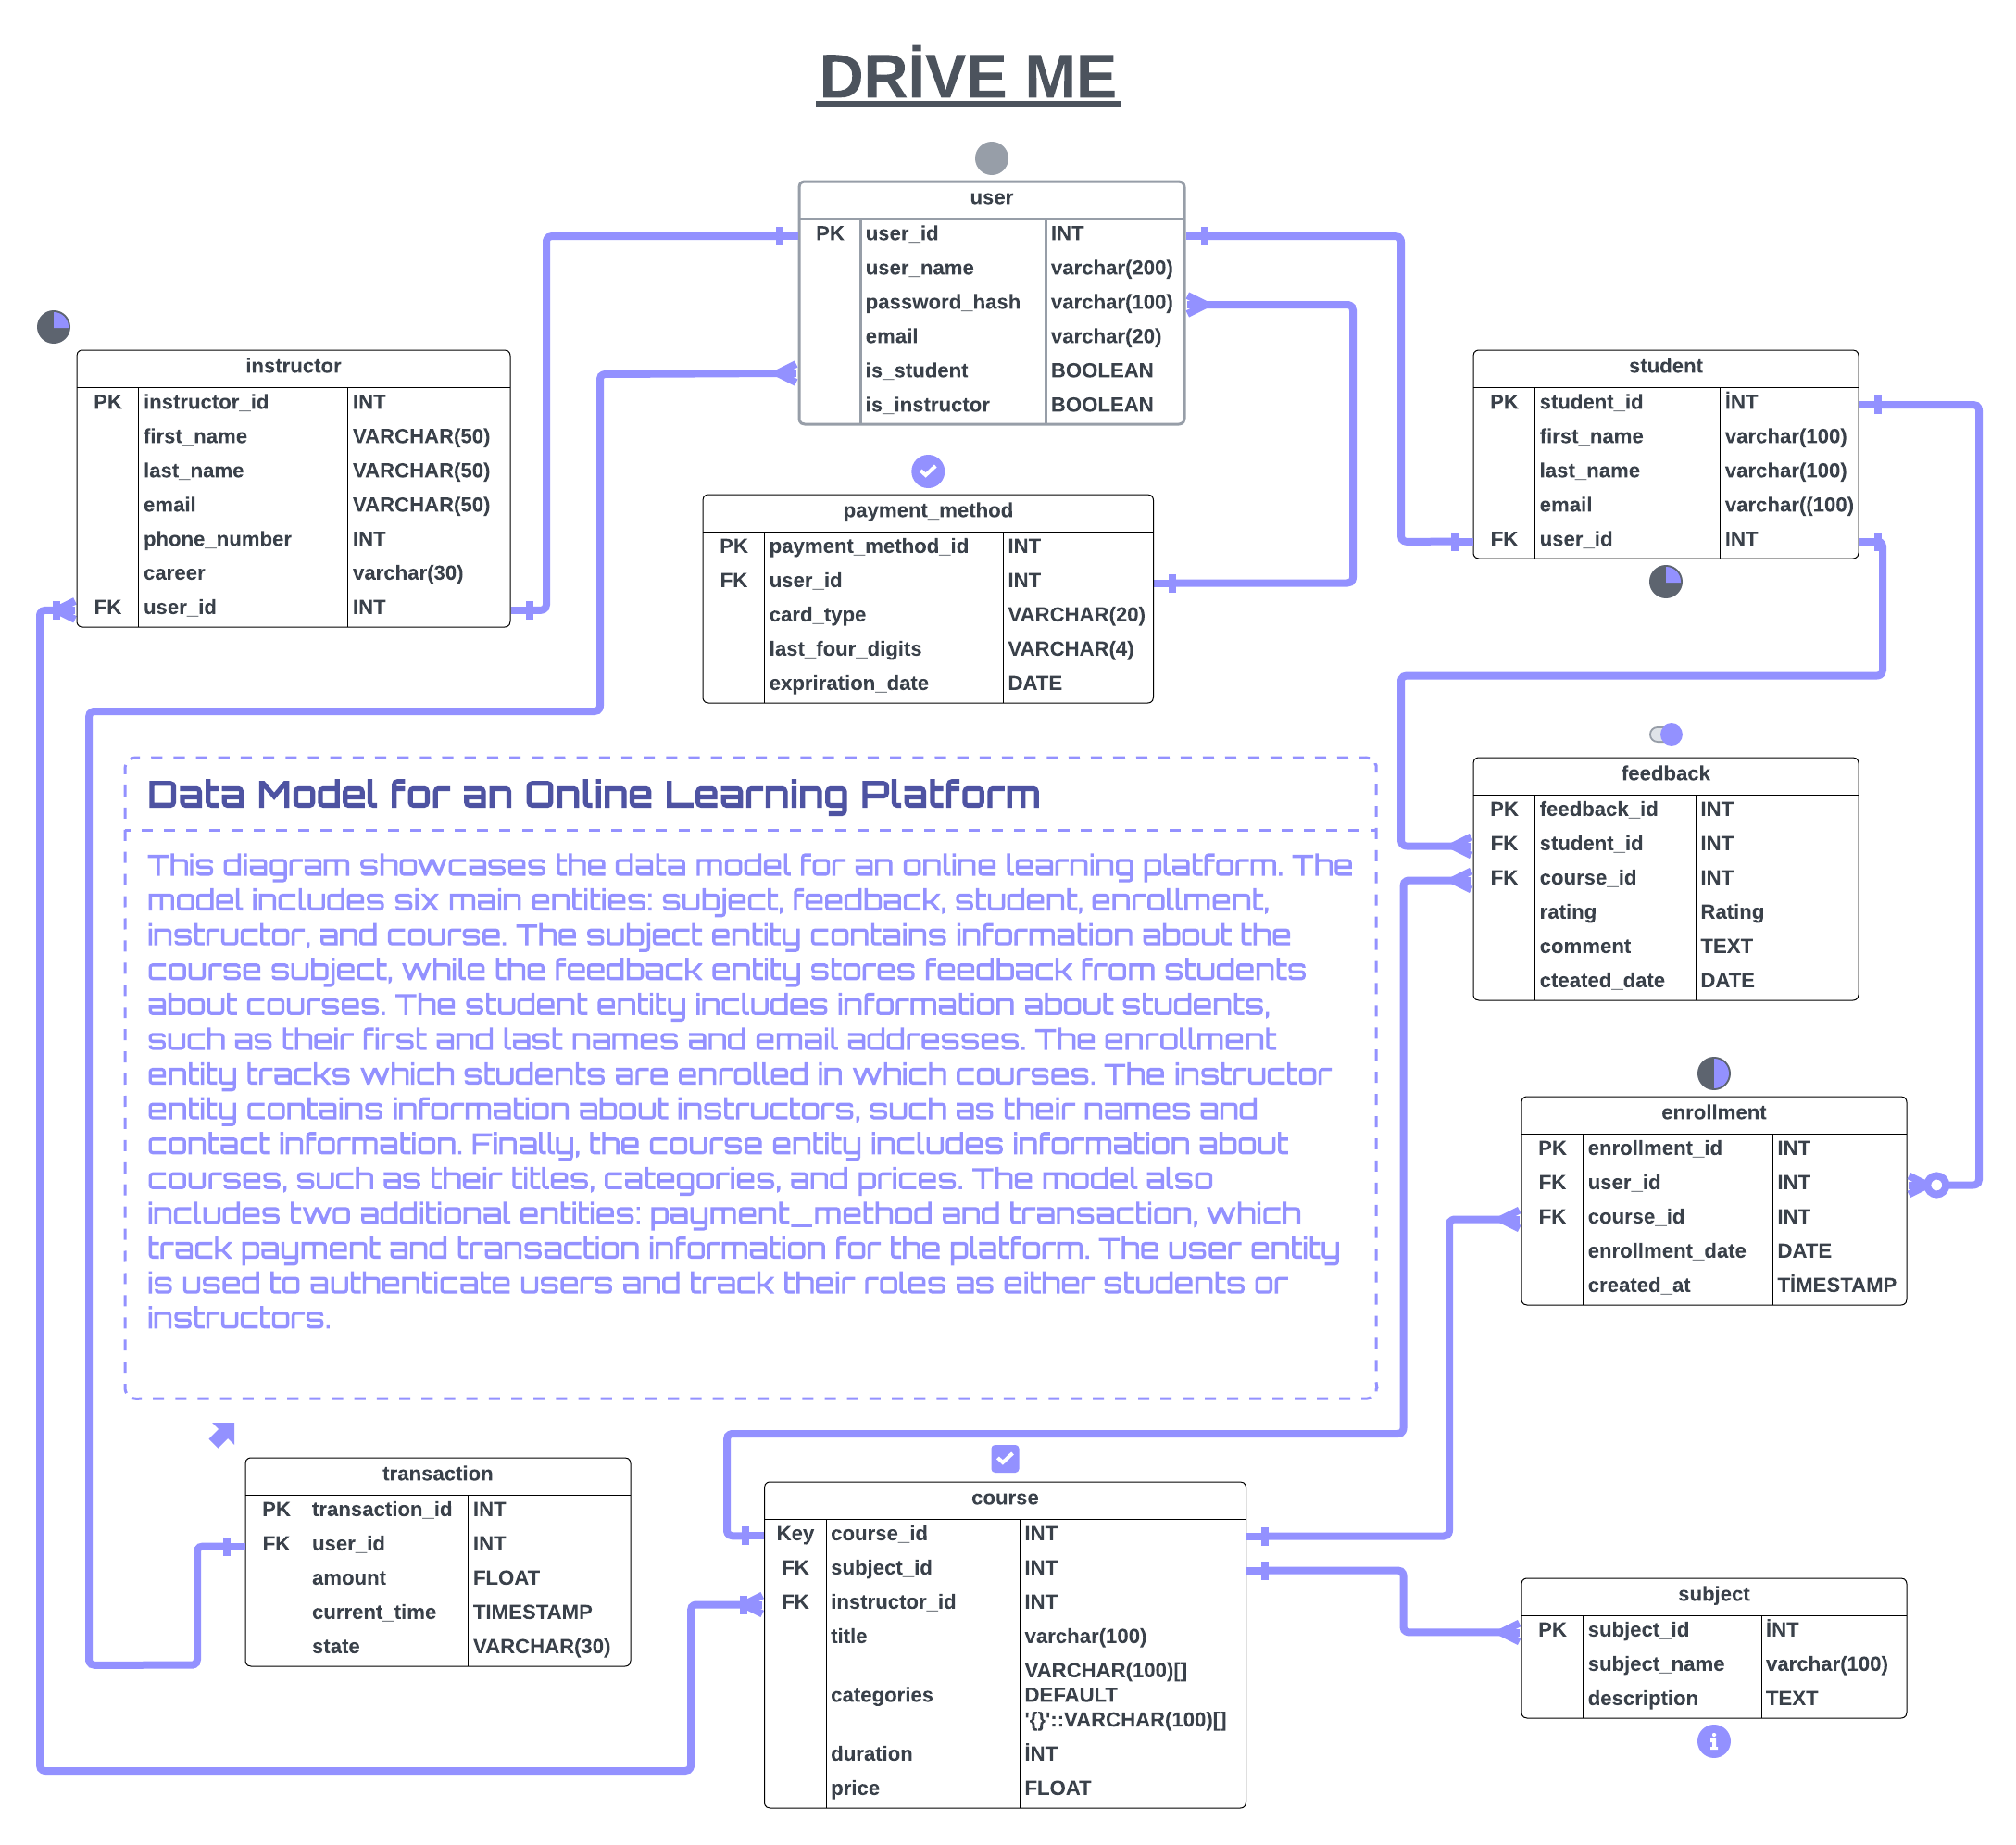 DRİVE ME
user
PK user_id INT
user_name varchar(200)
password_hash varchar(100)
email varchar(20)
is_student BOOLEAN
is_instructor BOOLEAN
instructor
PK instructor_id INT
first_name VARCHAR(50)
last_name VARCHAR(50)
email VARCHAR(50)
phone_number INT
career varchar(30)
FK user_id INT
payment_method
PK payment_method_id INT
FK user_id INT
card_type VARCHAR(20)
last_four_digits VARCHAR(4)
expriration_date DATE
student
PK student_id İNT
first_name varchar(100)
last_name varchar(100)
email varchar((100)
FK user_id INT
Data Model for an Online Learning Platform
This diagram showcases the data model for an online learning platform. The
model includes six main entities: subject, feedback, student, enrollment,
instructor, and course. The subject entity contains information about the
course subject, while the feedback entity stores feedback from students
about courses. The student entity includes information about students,
such as their first and last names and email addresses. The enrollment
entity tracks which students are enrolled in which courses. The instructor
entity contains information about instructors, such as their names and
contact information. Finally, the course entity includes information about
courses, such as their titles, categories, and prices. The model also
includes two additional entities: payment_method and transaction, which
track payment and transaction information for the platform. The user entity
is used to authenticate users and track their roles as either students or
instructors.
feedback
PK feedback_id INT
FK student_id INT
FK course_id INT
rating Rating
comment TEXT
cteated_date DATE
enrollment
PK enrollment_id INT
FK user_id INT
FK course_id INT
enrollment_date DATE
created_at TİMESTAMP
transaction
PK transaction_id INT
FK user_id INT
amount FLOAT
current_time TIMESTAMP
state VARCHAR(30)
course
Key course_id INT
FK subject_id INT
FK instructor_id INT
title varchar(100)
VARCHAR(100)[]
categories DEFAULT
'{}'::VARCHAR(100)[]
duration İNT
price FLOAT
subject
PK subject_id İNT
subject_name varchar(100)
description TEXT